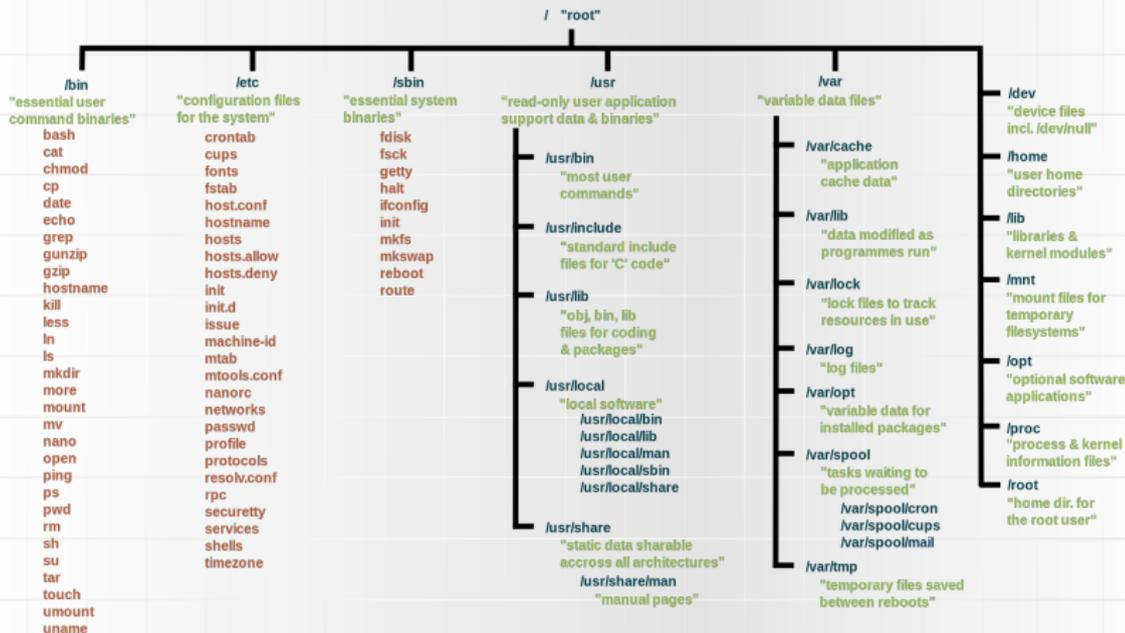 / "root"
/bin
"essential user
command binaries"
bash
cat
chmod
cp
date
echo
grep
gunzip
gzip
hostname
kill
less
ln
ls
mkdir
more
mount
mv
nano
open
ping
ps
pwd
rm
sh
su
tar
touch
umount
uname
/etc
"configuration files
for the system"
crontab
cups
fonts
fstab
host.conf
hostname
hosts
hosts.allow
hosts.deny
init
init.d
issue
machine-id
mtab
mtools.conf
nanorc
networks
passwd
profile
protocols
resolv.conf
rpc
securetty
services
shells
timezone
/sbin
"essential system
binaries"
fdisk
fsck
getty
halt
ifconfig
init
mkfs
mkswap
reboot
route
/usr
"read-only user application
support data & binaries"
/usr/bin
"most user
commands"
/usr/include
"standard include
files for 'C' code"
/usr/lib
"obj, bin, lib
files for coding
& packages"
/usr/local
"local software"
/usr/local/bin
/usr/local/lib
/usr/local/man
/usr/local/sbin
/usr/local/share
/usr/share
"static data sharable
accross all architectures"
/usr/share/man
"manual pages"
/var
"variable data files"
/var/cache
"application
cache data"
/var/lib
"data modified as
programmes run"
/var/lock
"lock files to track
resources in use"
/var/log
"log files"
/var/opt
"variable data for
installed packages"
/var/spool
"tasks waiting to
be processed"
/var/spool/cron
/var/spool/cups
/var/spool/mail
/var/tmp
"temporary files saved
between reboots"
/dev
"device files
incl. /dev/null"
/home
"user home
directories"
/lib
"libraries &
kernel modules"
/mnt
"mount files for
temporary
filesystems"
/opt
"optional software
applications"
/proc
"process & kernel
information files"
/root
"home dir. for
the root user"